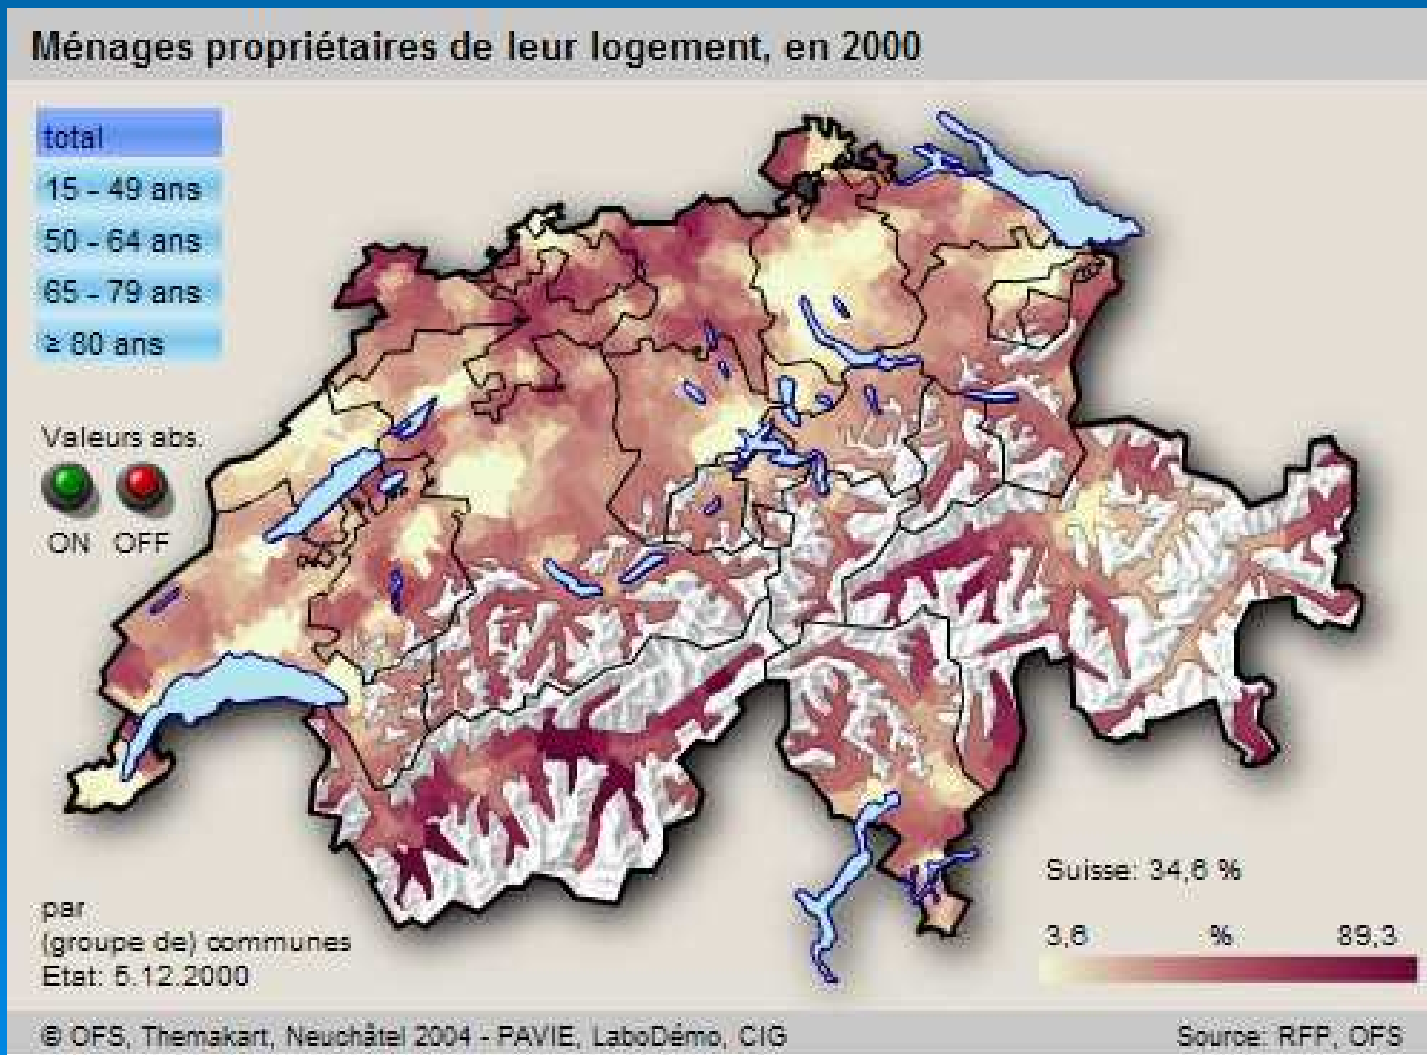 Ménages propriétaires de leur logement, en 2000
total
15 - 49 ans
50 - 64 ans
65 - 79 ans
≥ 80 ans
Valeurs abs.
ON OFF
Suisse: 34,6 %
3,6 % 89,3
par
(groupe de) communes
Etat: 5.12.2000
© OFS, Themakart, Neuchâtel 2004 - PAVIE, LaboDémo, CIG
Source: RFP, OFS